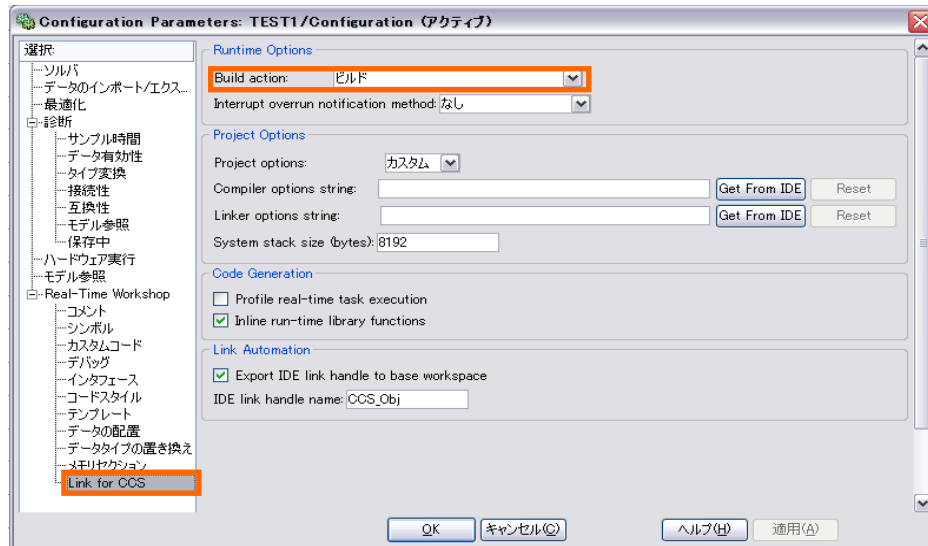 Configuration Parameters: TEST1/Configuration (アクティブ)
選択:
ソルバ
データのインポート/エクス...
最適化
診断
サンプル時間
データ有効性
タイプ変換
接続性
互換性
モデル参照
保存中
ハードウェア実行
モデル参照
Real-Time Workshop
コメント
シンボル
カスタムコード
デバッグ
インタフェース
コードスタイル
テンプレート
データの配置
データタイプの置き換え
メモリセクション
Link for CCS
Runtime Options
Build action: ビルド
Interrupt overrun notification method: なし
Project Options
Project options: カスタム
Compiler options string: Get From IDE Reset
Linker options string: Get From IDE Reset
System stack size (bytes): 8192
Code Generation
Profile real-time task execution
Inline run-time library functions
Link Automation
Export IDE link handle to base workspace
IDE link handle name: CCS_Obj
OK キャンセル(C) ヘルプ(H) 適用(A)